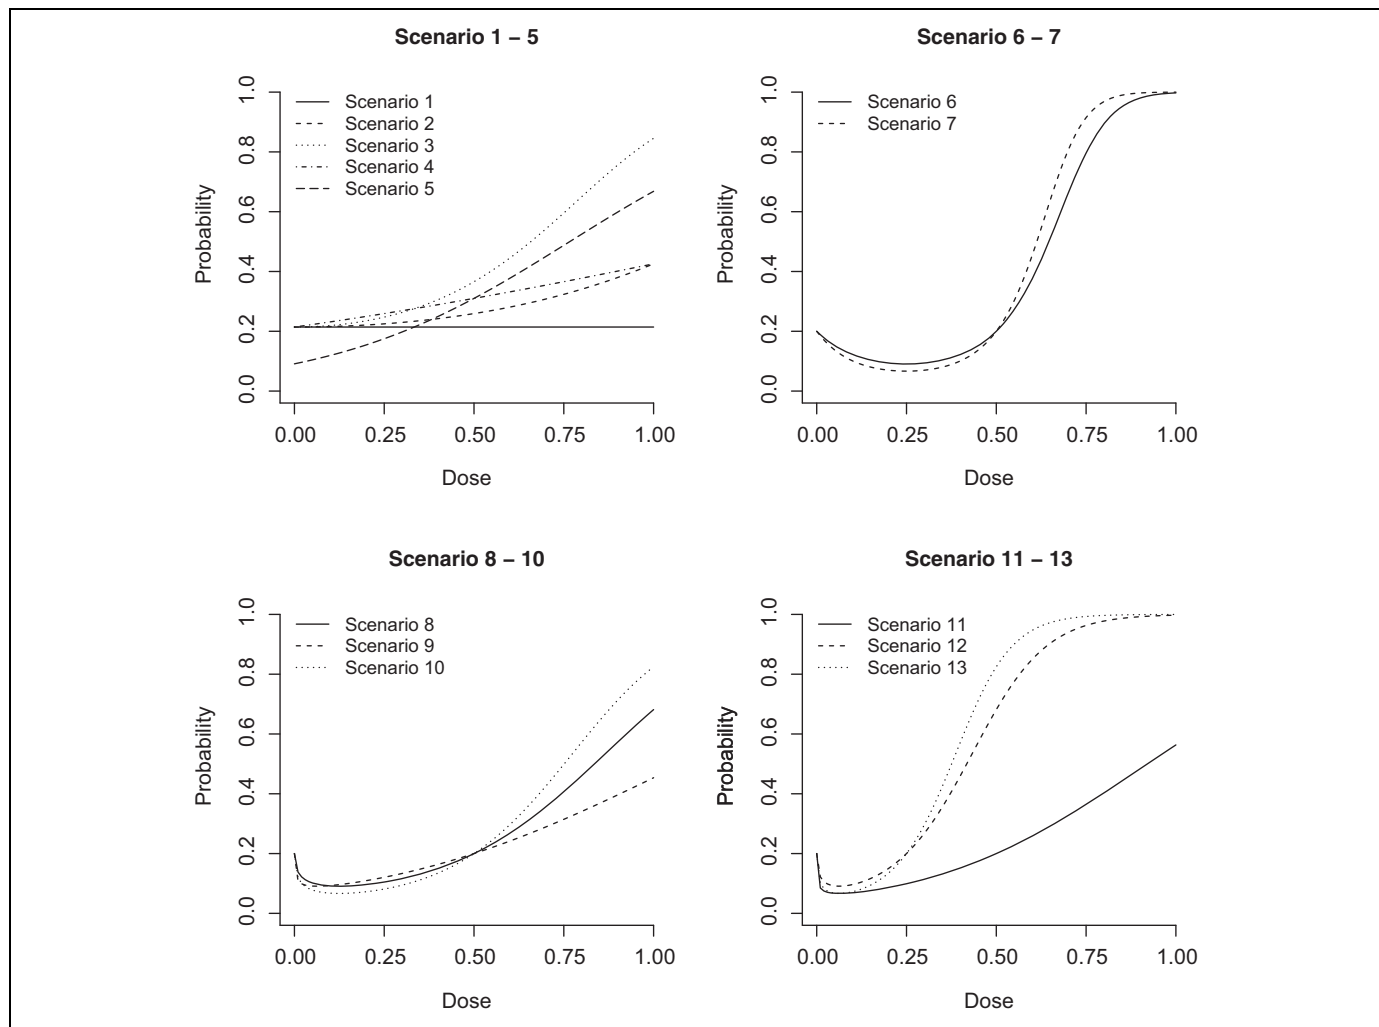 Scenario 1 – 5
Probability
0.0 0.2 0.4 0.6 0.8 1.0
Scenario 1
Scenario 2
Scenario 3
Scenario 4
Scenario 5
0.00 0.25 0.50 0.75 1.00
Dose
Scenario 6 – 7
Probability
0.0 0.2 0.4 0.6 0.8 1.0
Scenario 6
Scenario 7
0.00 0.25 0.50 0.75 1.00
Dose
Scenario 8 – 10
Probability
0.0 0.2 0.4 0.6 0.8 1.0
Scenario 8
Scenario 9
Scenario 10
0.00 0.25 0.50 0.75 1.00
Dose
Scenario 11 – 13
Probability
0.0 0.2 0.4 0.6 0.8 1.0
Scenario 11
Scenario 12
Scenario 13
0.00 0.25 0.50 0.75 1.00
Dose